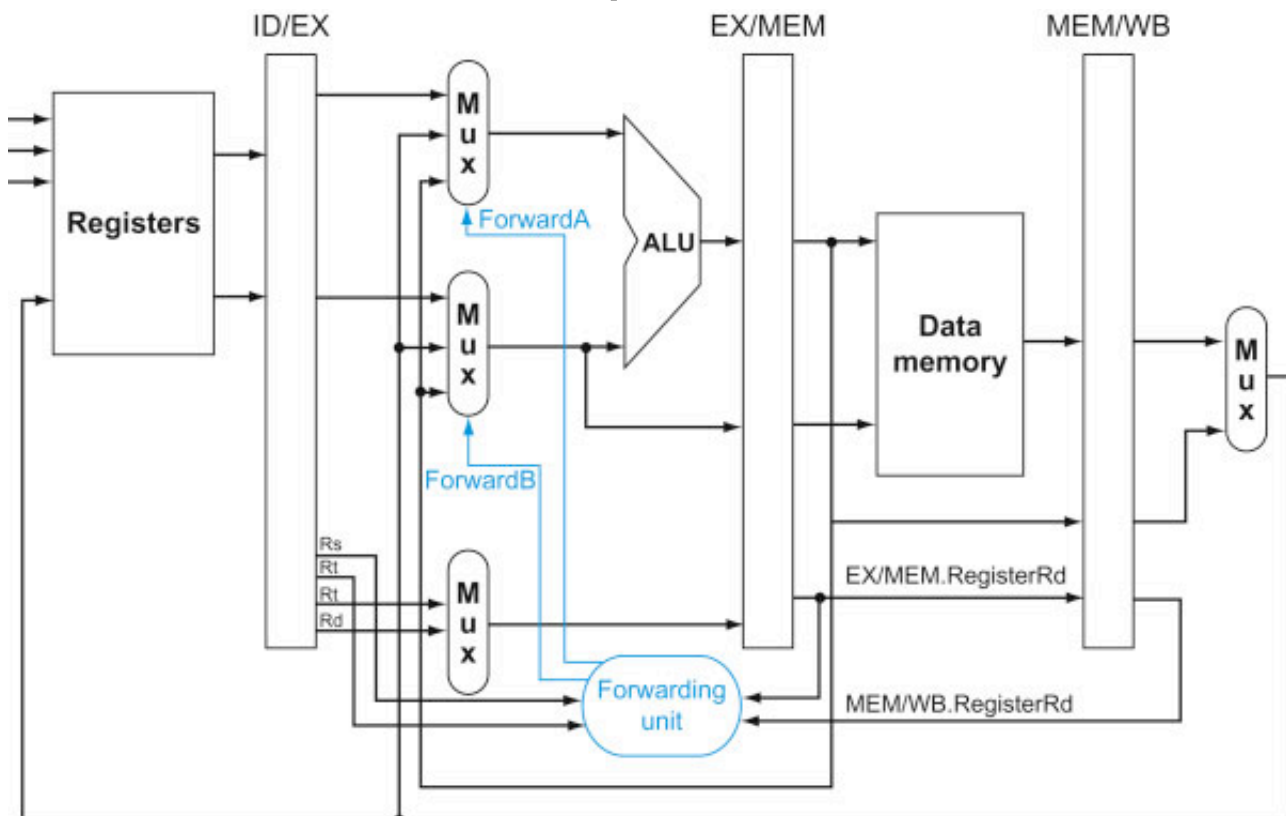 ID/EX
EX/MEM
MEM/WB
Mux
Registers
ForwardA
ALU
Mux
Data
memory
Mux
ForwardB
Rs
Rt
Rt
Rd
Mux
EX/MEM.RegisterRd
Forwarding
unit
MEM/WB.RegisterRd